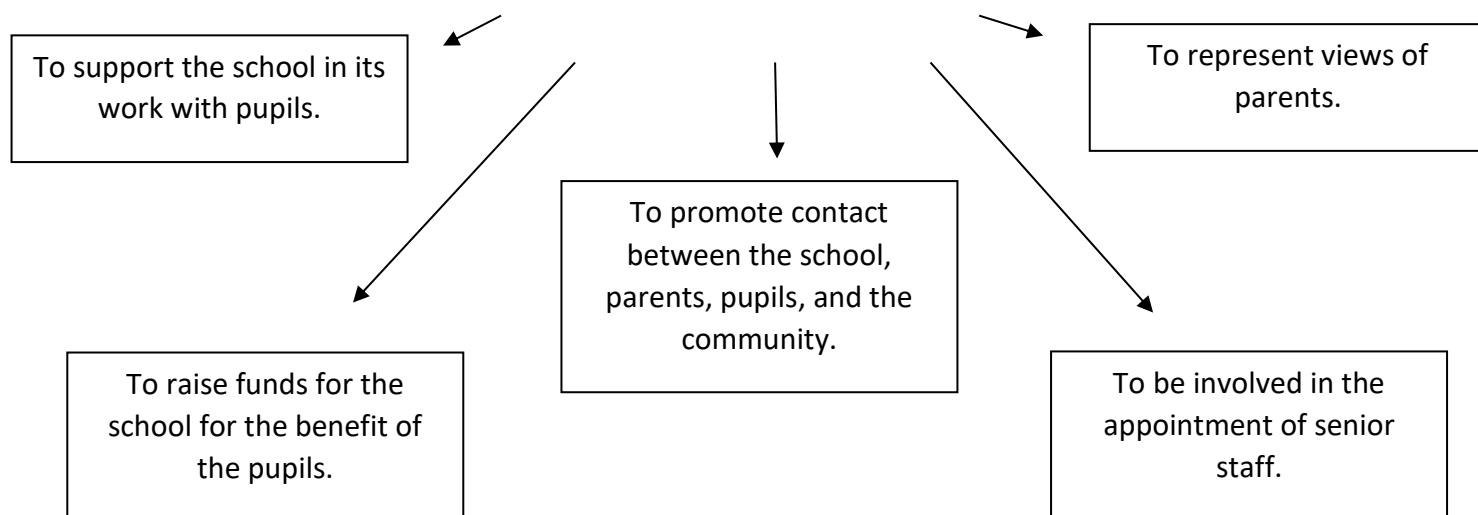 To support the school in its
work with pupils.
To represent views of
parents.
To promote contact
between the school,
parents, pupils, and the
community.
To raise funds for the
school for the benefit of
the pupils.
To be involved in the
appointment of senior
staff.